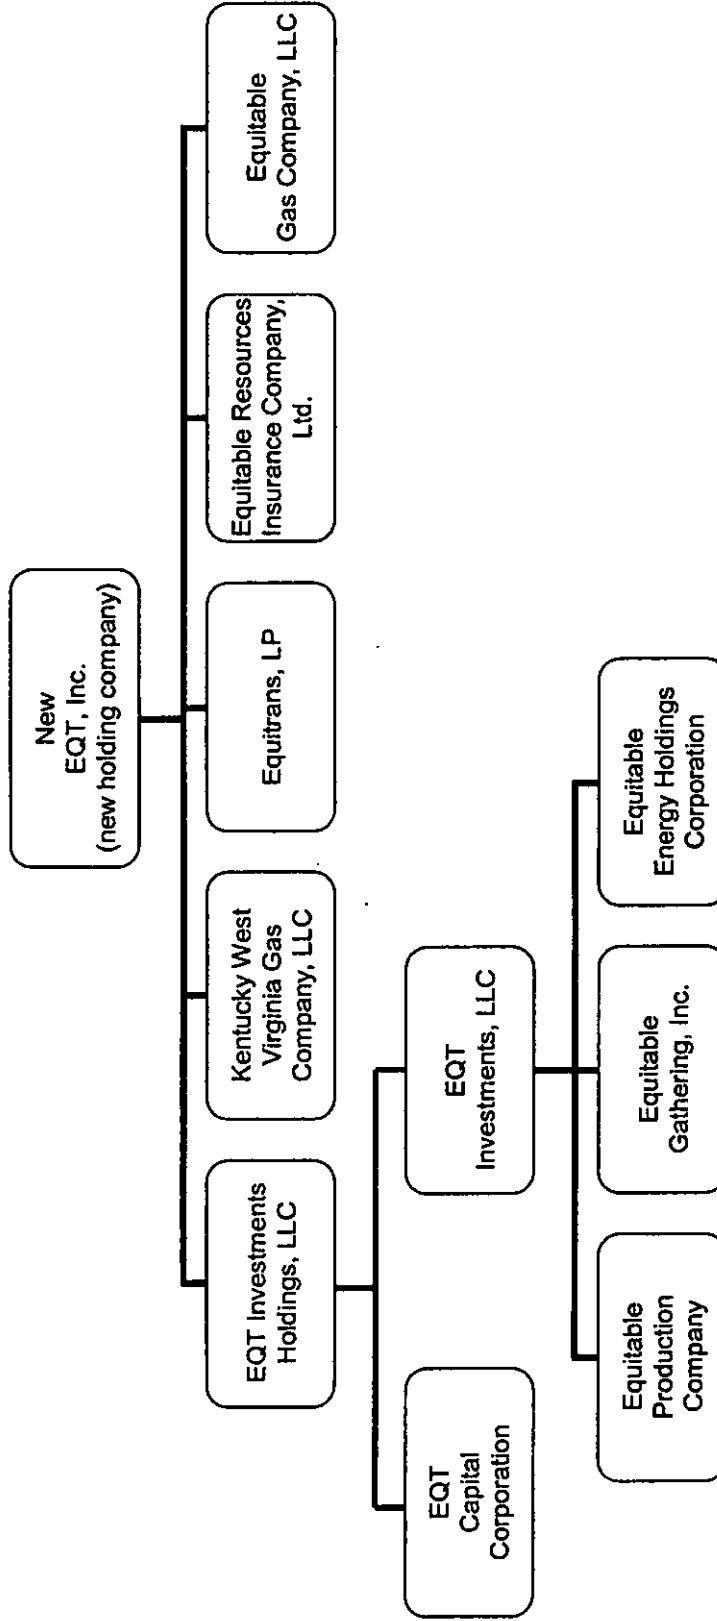 New
EQT, Inc.
(new holding company)
EQT Investments
Holdings, LLC
Kentucky West
Virginia Gas
Company, LLC
Equitrans, LP
Equitable Resources
Insurance Company,
Ltd.
Equitable
Gas Company, LLC
EQT
Capital
Corporation
EQT
Investments, LLC
Equitable
Production
Company
Equitable
Gathering, Inc.
Equitable
Energy Holdings
Corporation